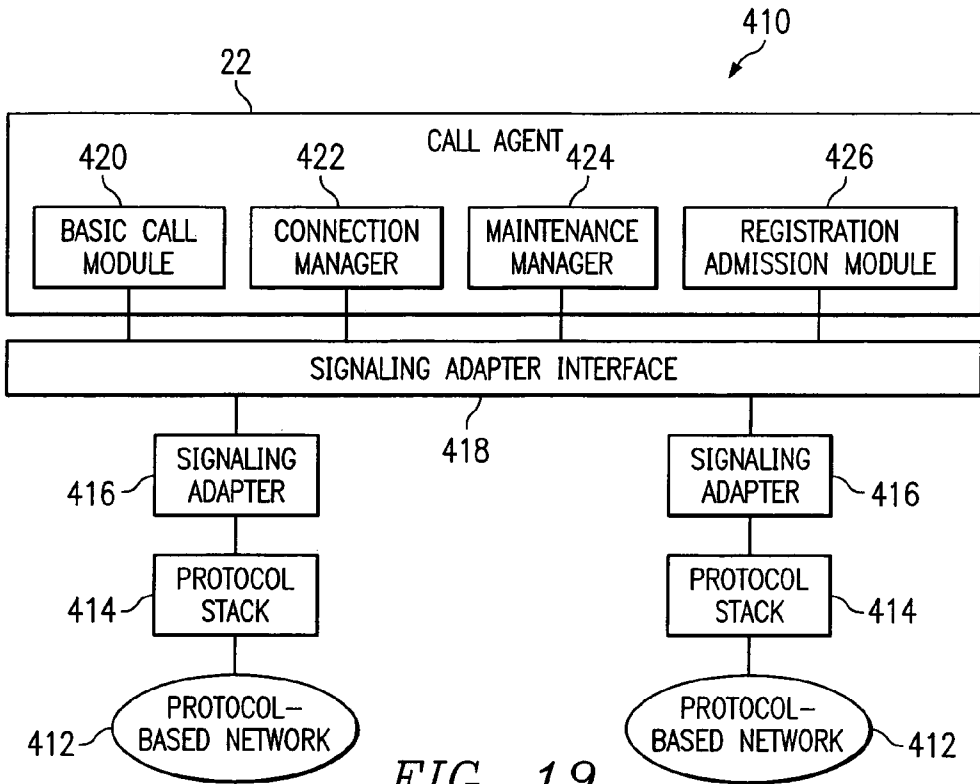 410
22
CALL AGENT
420
422
424
426
BASIC CALL
MODULE
CONNECTION
MANAGER
MAINTENANCE
MANAGER
REGISTRATION
ADMISSION MODULE
SIGNALING ADAPTER INTERFACE
418
SIGNALING
ADAPTER
416
SIGNALING
ADAPTER
416
PROTOCOL
STACK
414
PROTOCOL
STACK
414
PROTOCOL-
BASED NETWORK
412
PROTOCOL-
BASED NETWORK
412
FIG. 19